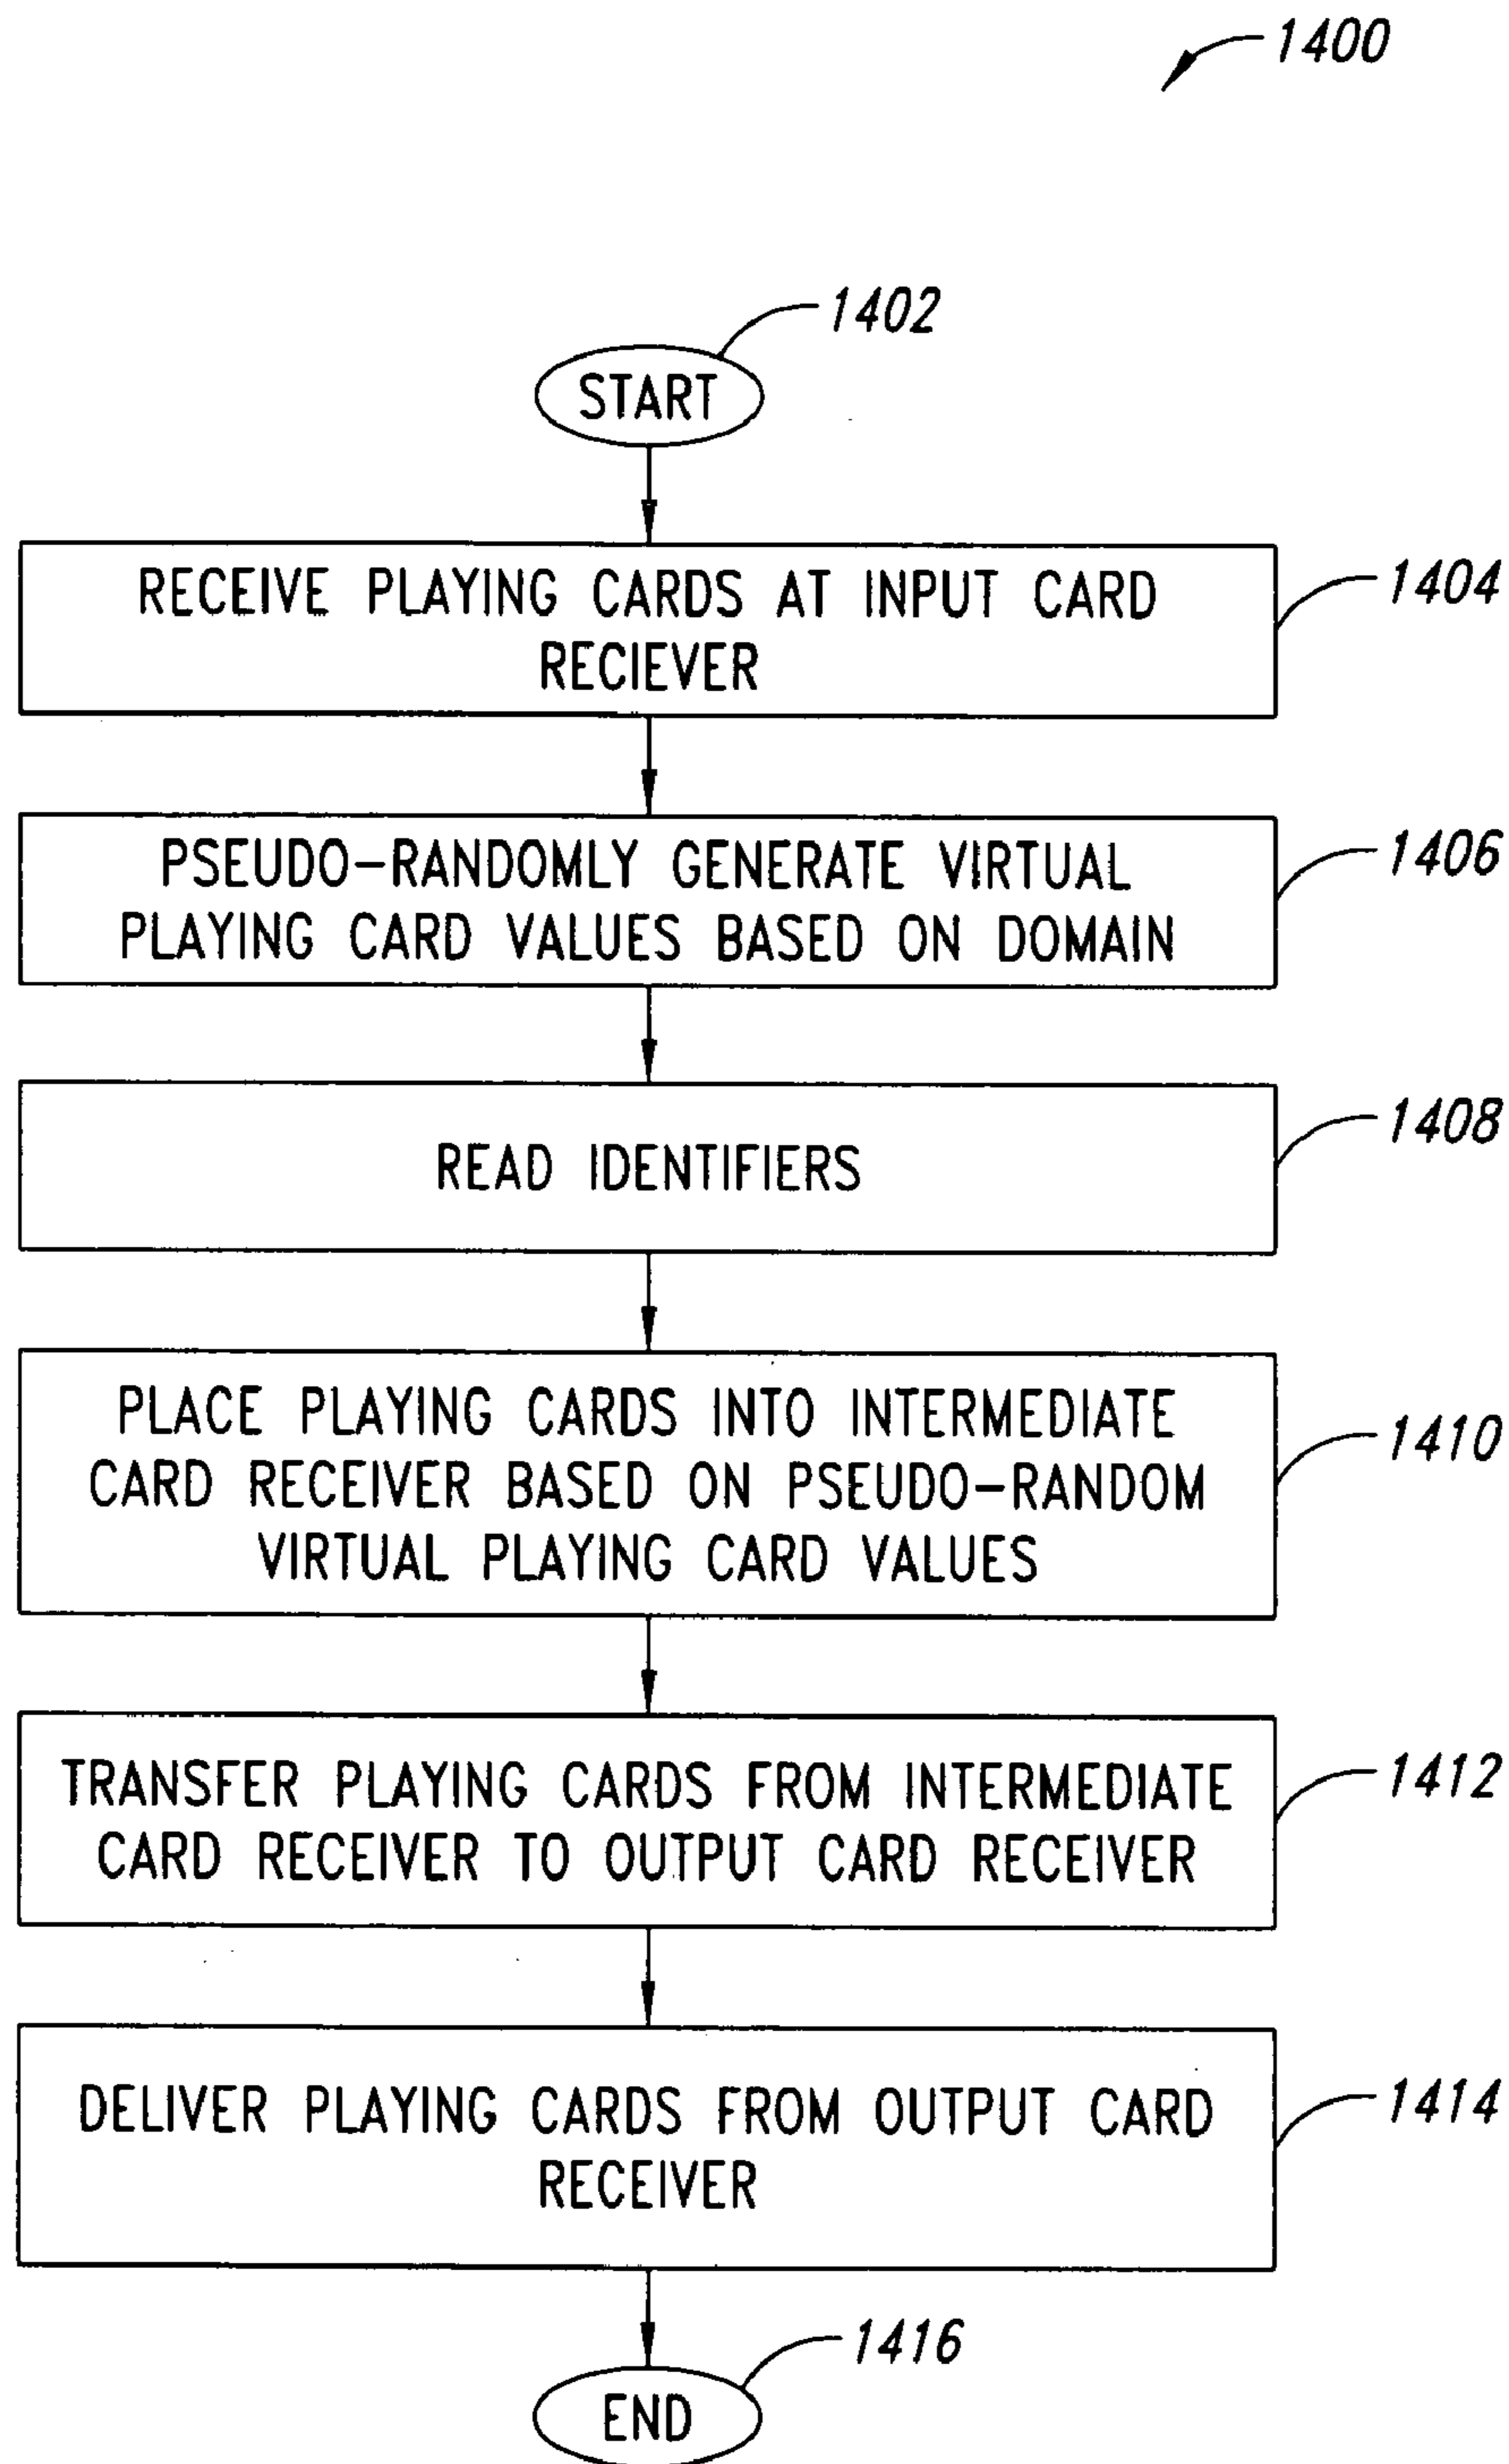 1400
1402
START
RECEIVE PLAYING CARDS AT INPUT CARD
RECIEVER
1404
PSEUDO-RANDOMLY GENERATE VIRTUAL
PLAYING CARD VALUES BASED ON DOMAIN
1406
READ IDENTIFIERS
1408
PLACE PLAYING CARDS INTO INTERMEDIATE
CARD RECEIVER BASED ON PSEUDO-RANDOM
VIRTUAL PLAYING CARD VALUES
1410
TRANSFER PLAYING CARDS FROM INTERMEDIATE
CARD RECEIVER TO OUTPUT CARD RECEIVER
1412
DELIVER PLAYING CARDS FROM OUTPUT CARD
RECEIVER
1414
1416
END